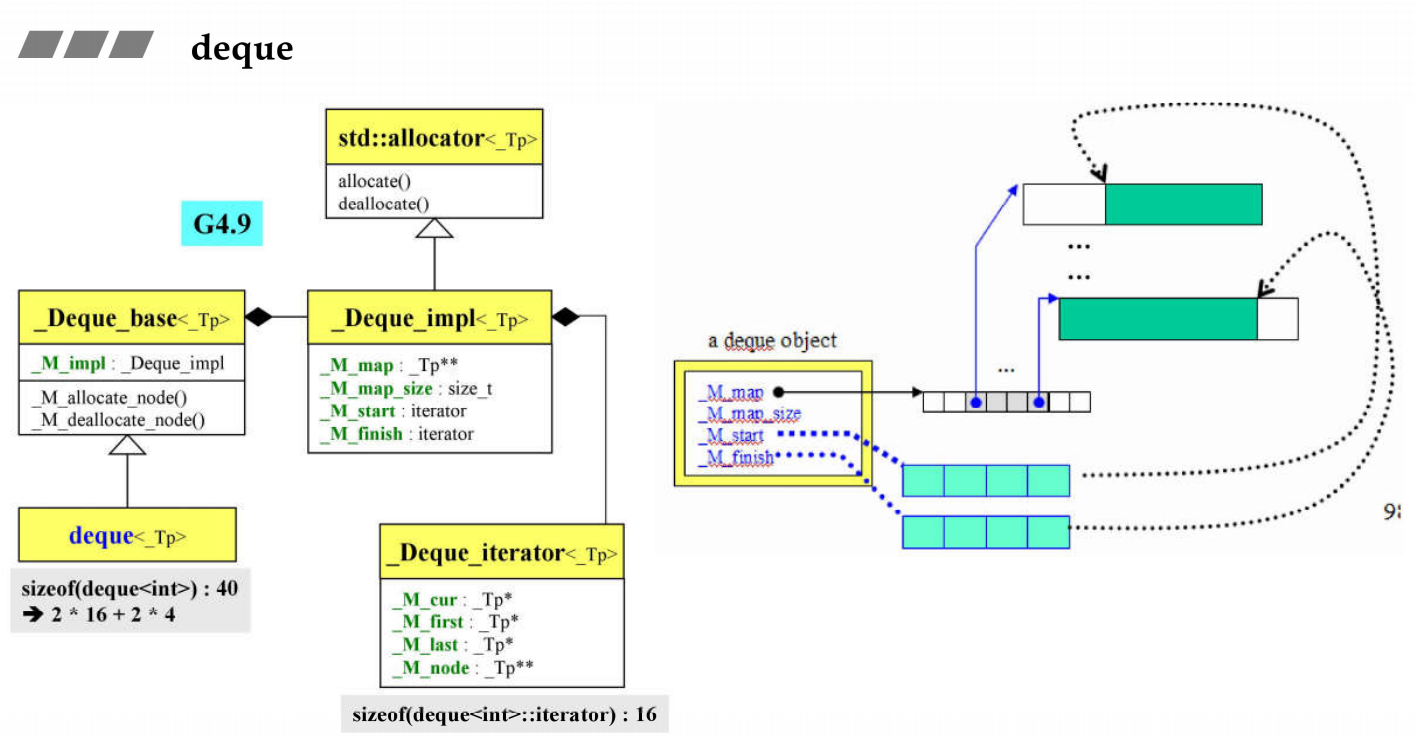 deque
std::allocator<_Tp>
allocate()
deallocate()
G4.9
_Deque_base<_Tp>
_M_impl : _Deque_impl
_M_allocate_node()
_M_deallocate_node()
_Deque_impl<_Tp>
_M_map : _Tp**
_M_map_size : size_t
_M_start : iterator
_M_finish : iterator
deque<_Tp>
sizeof(deque<int>) : 40
➔ 2 * 16 + 2 * 4
_Deque_iterator<_Tp>
_M_cur : _Tp*
_M_first : _Tp*
_M_last : _Tp*
_M_node : _Tp**
sizeof(deque<int>::iterator) : 16
a deque object
_M_map
_M_map_size
_M_start
_M_finish
...
...
...